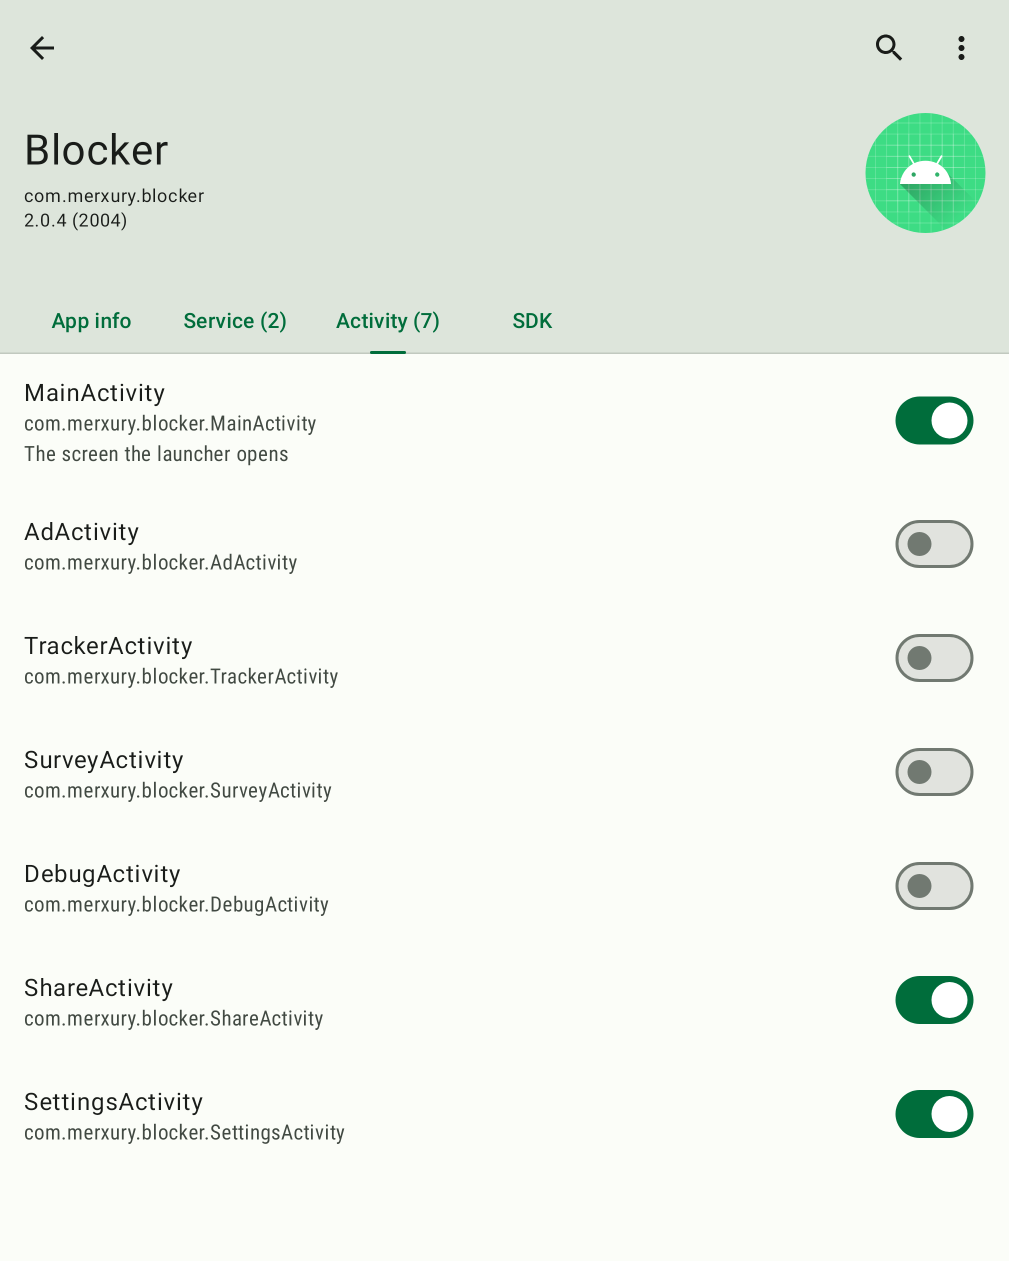 Blocker
com.merxury.blocker
2.0.4 (2004)
App info
Service (2)
Activity (7)
SDK
MainActivity
com.merxury.blocker.MainActivity
The screen the launcher opens
AdActivity
com.merxury.blocker.AdActivity
TrackerActivity
com.merxury.blocker.TrackerActivity
SurveyActivity
com.merxury.blocker.SurveyActivity
DebugActivity
com.merxury.blocker.DebugActivity
ShareActivity
com.merxury.blocker.ShareActivity
SettingsActivity
com.merxury.blocker.SettingsActivity